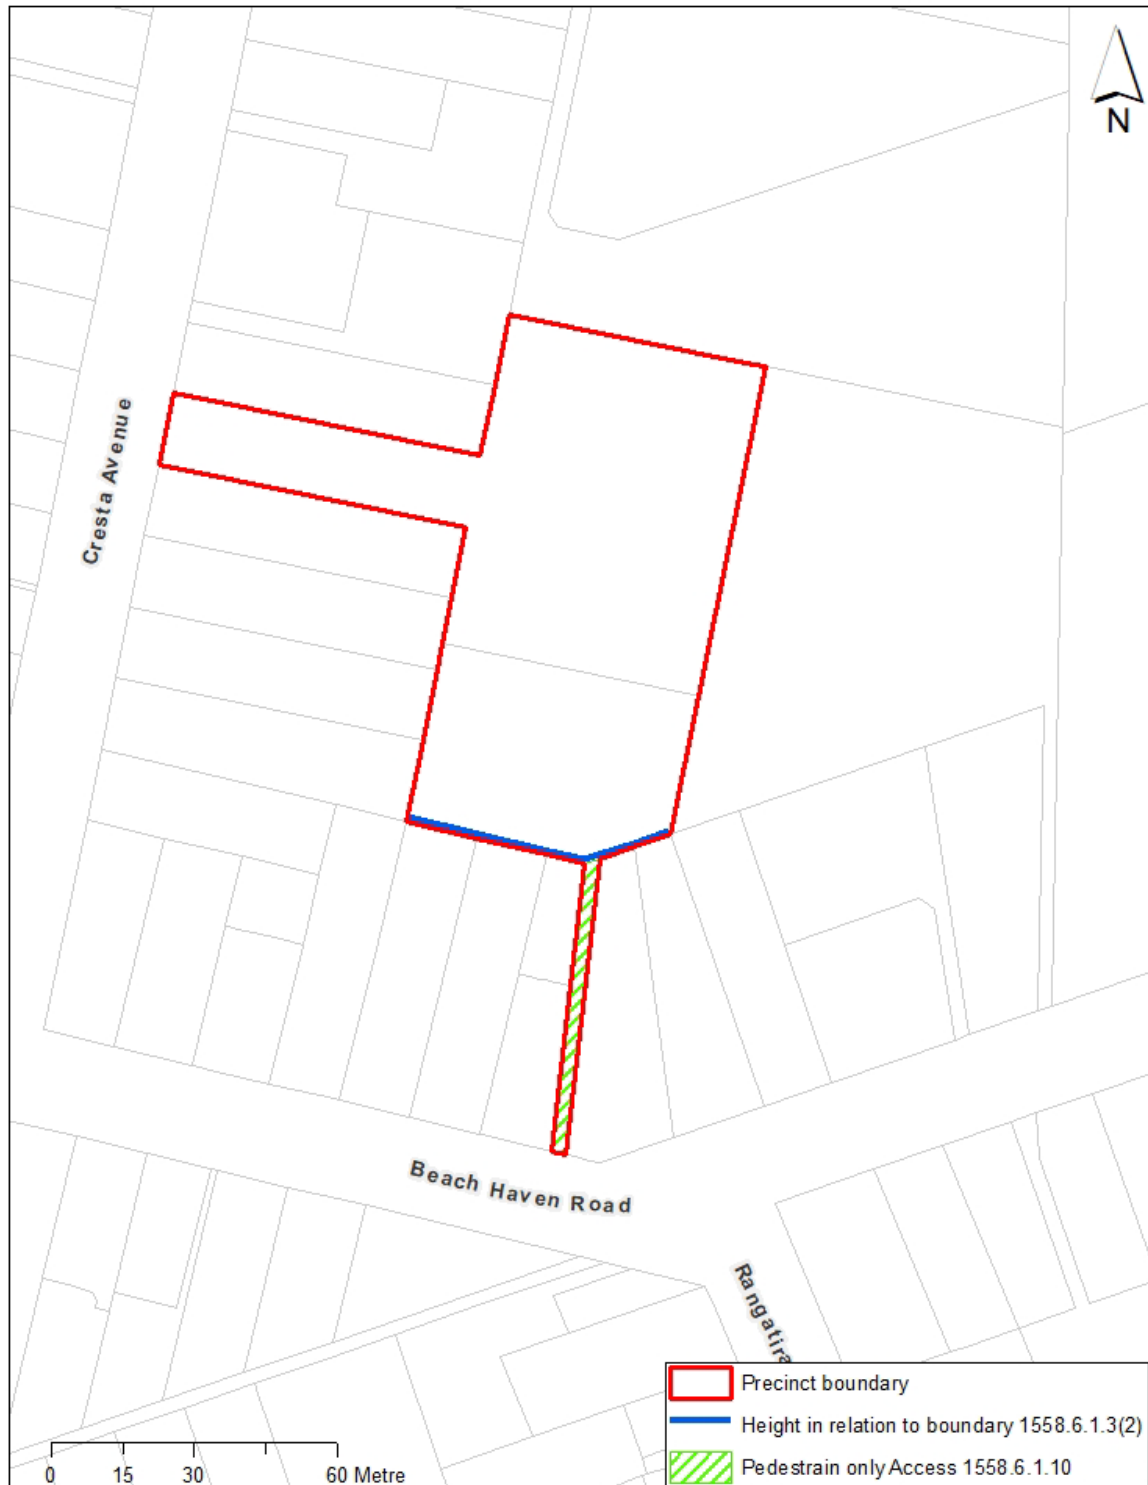 N
Cresta Avenue
Beach Haven Road
Rangatira
Precinct boundary
Height in relation to boundary 1558.6.1.3(2)
Pedestrain only Access 1558.6.1.10
0 15 30 60 Metre